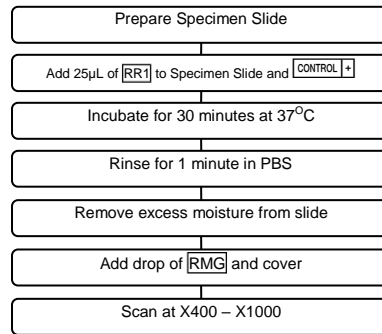 Prepare Specimen Slide
Add 25µL of RR1 to Specimen Slide and CONTROL +
Incubate for 30 minutes at 37°C
Rinse for 1 minute in PBS
Remove excess moisture from slide
Add drop of RMG and cover
Scan at X400 – X1000